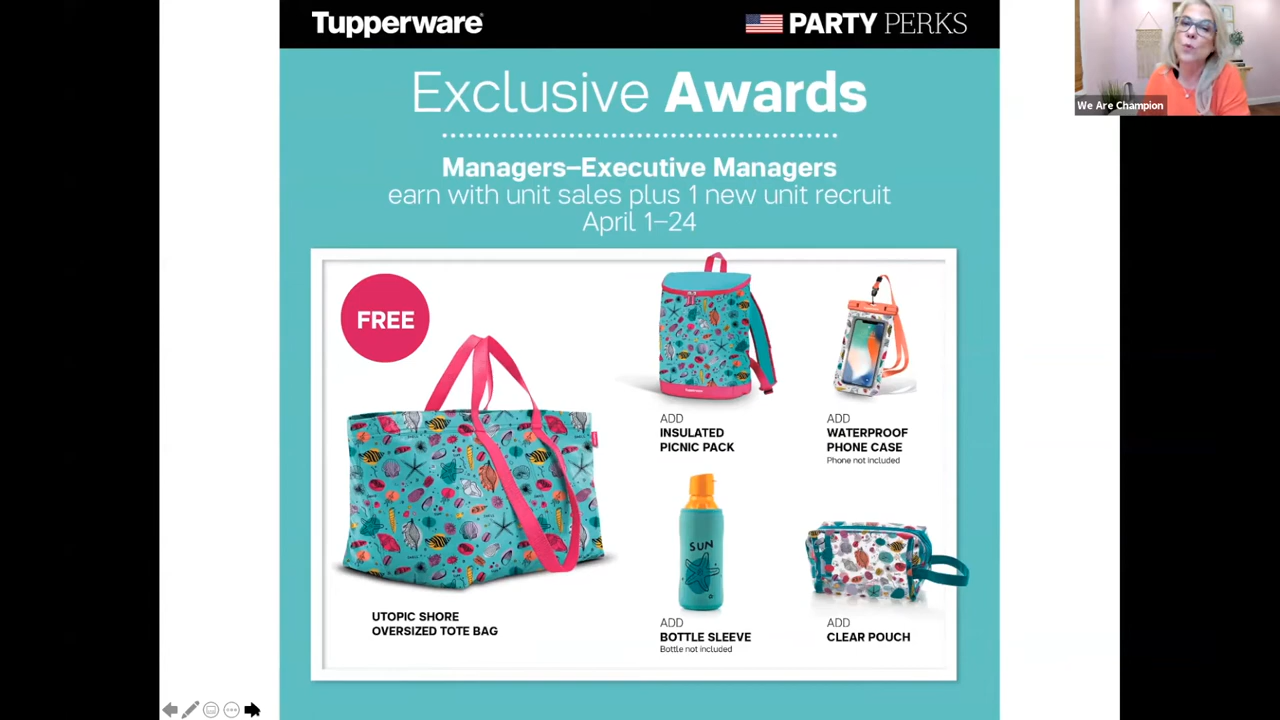 Tupperware®
PARTY PERKS
We Are Champion
Exclusive Awards
Managers–Executive Managers
earn with unit sales plus 1 new unit recruit
April 1–24
FREE
UTOPIC SHORE
OVERSIZED TOTE BAG
ADD
INSULATED
PICNIC PACK
ADD
WATERPROOF
PHONE CASE
Phone not included
SUN
ADD
BOTTLE SLEEVE
Bottle not included
ADD
CLEAR POUCH